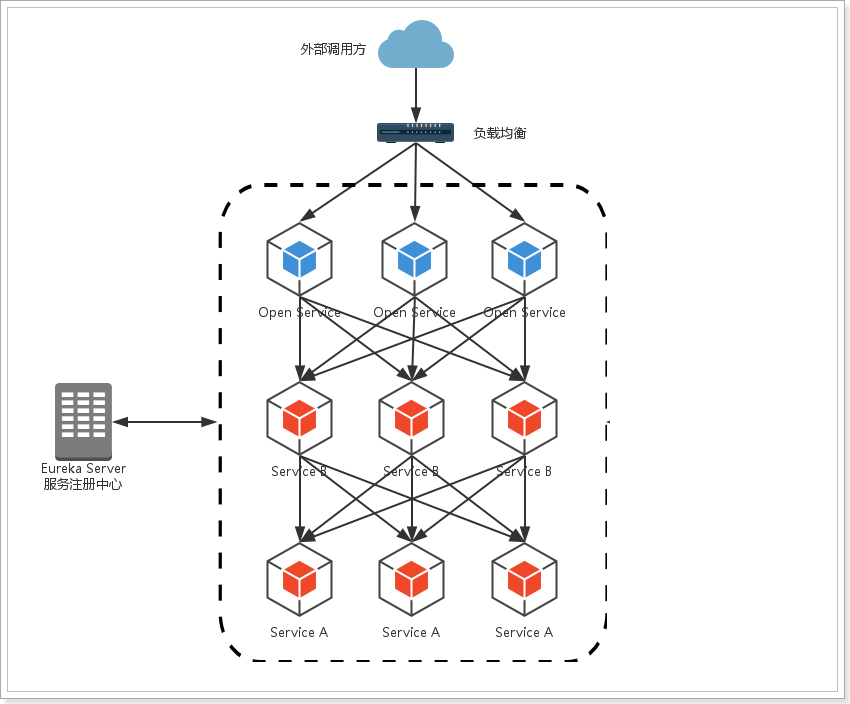 外部调用方
负载均衡
Open Service
Open Service
Open Service
Service B
Service B
Service B
Eureka Server
服务注册中心
Service A
Service A
Service A